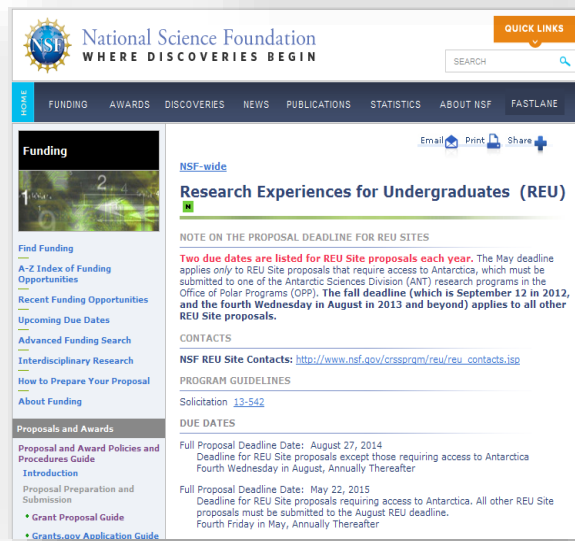 QUICK LINKS
NSF
National Science Foundation
WHERE DISCOVERIES BEGIN
SEARCH
HOME
FUNDING AWARDS DISCOVERIES NEWS PUBLICATIONS STATISTICS ABOUT NSF FASTLANE
Funding
Find Funding
A-Z Index of Funding
Opportunities
Recent Funding Opportunities
Upcoming Due Dates
Advanced Funding Search
Interdisciplinary Research
How to Prepare Your Proposal
About Funding
Proposals and Awards
Proposal and Award Policies and
Procedures Guide
Introduction
Proposal Preparation and
Submission
Grant Proposal Guide
Grants.gov Application Guide
Email Print Share
NSF-wide
Research Experiences for Undergraduates (REU)
N
NOTE ON THE PROPOSAL DEADLINE FOR REU SITES
Two due dates are listed for REU Site proposals each year. The May deadline
applies only to REU Site proposals that require access to Antarctica, which must be
submitted to one of the Antarctic Sciences Division (ANT) research programs in the
Office of Polar Programs (OPP). The fall deadline (which is September 12 in 2012,
and the fourth Wednesday in August in 2013 and beyond) applies to all other
REU Site proposals.
CONTACTS
NSF REU Site Contacts: http://www.nsf.gov/crssprgm/reu/reu_contacts.jsp
PROGRAM GUIDELINES
Solicitation 13-542
DUE DATES
Full Proposal Deadline Date: August 27, 2014
Deadline for REU Site proposals except those requiring access to Antarctica
Fourth Wednesday in August, Annually Thereafter
Full Proposal Deadline Date: May 22, 2015
Deadline for REU Site proposals requiring access to Antarctica. All other REU Site
proposals must be submitted to the August REU deadline.
Fourth Friday in May, Annually Thereafter